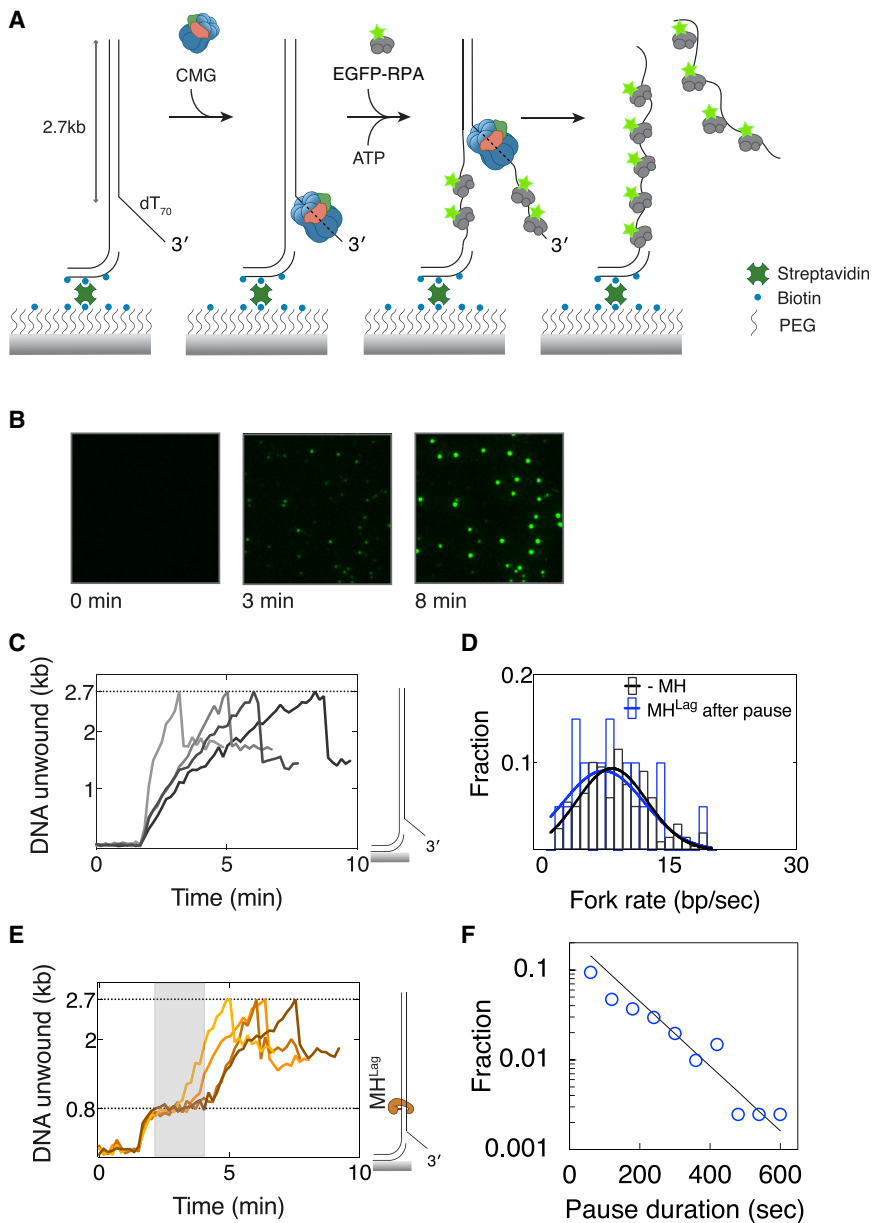 A
2.7kb
CMG
EGFP-RPA
ATP
dT70
3′
3′
3′
Streptavidin
Biotin
PEG
B
0 min
3 min
8 min
C
DNA unwound (kb)
2.7
2
1
0
5
10
Time (min)
3′
D
Fraction
0.2
0.1
- MH
MHLag after pause
0
15
30
Fork rate (bp/sec)
E
DNA unwound (kb)
2.7
2
0.8
0
5
10
Time (min)
MHLag
3′
F
Fraction
0.1
0.01
0.001
0
200
400
600
Pause duration (sec)